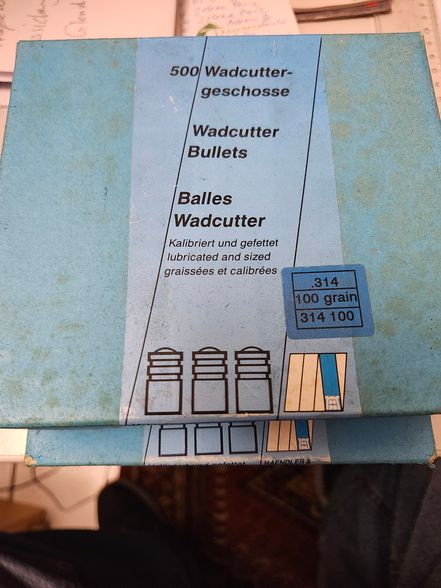 500 Wadcutter-
geschosse
Wadcutter
Bullets
Balles
Wadcutter
Kalibriert und gefettet
lubricated and sized
graissées et calibrées
.314
100 grain
314 100
HAENDLER &